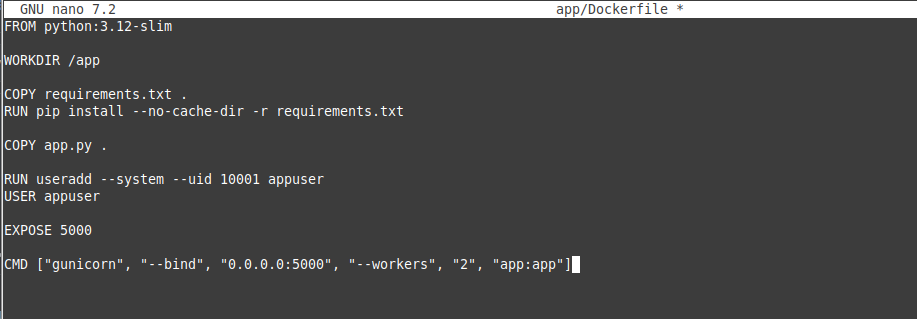 GNU nano 7.2 app/Dockerfile *
FROM python:3.12-slim
WORKDIR /app
COPY requirements.txt .
RUN pip install --no-cache-dir -r requirements.txt
COPY app.py .
RUN useradd --system --uid 10001 appuser
USER appuser
EXPOSE 5000
CMD ["gunicorn", "--bind", "0.0.0.0:5000", "--workers", "2", "app:app"]